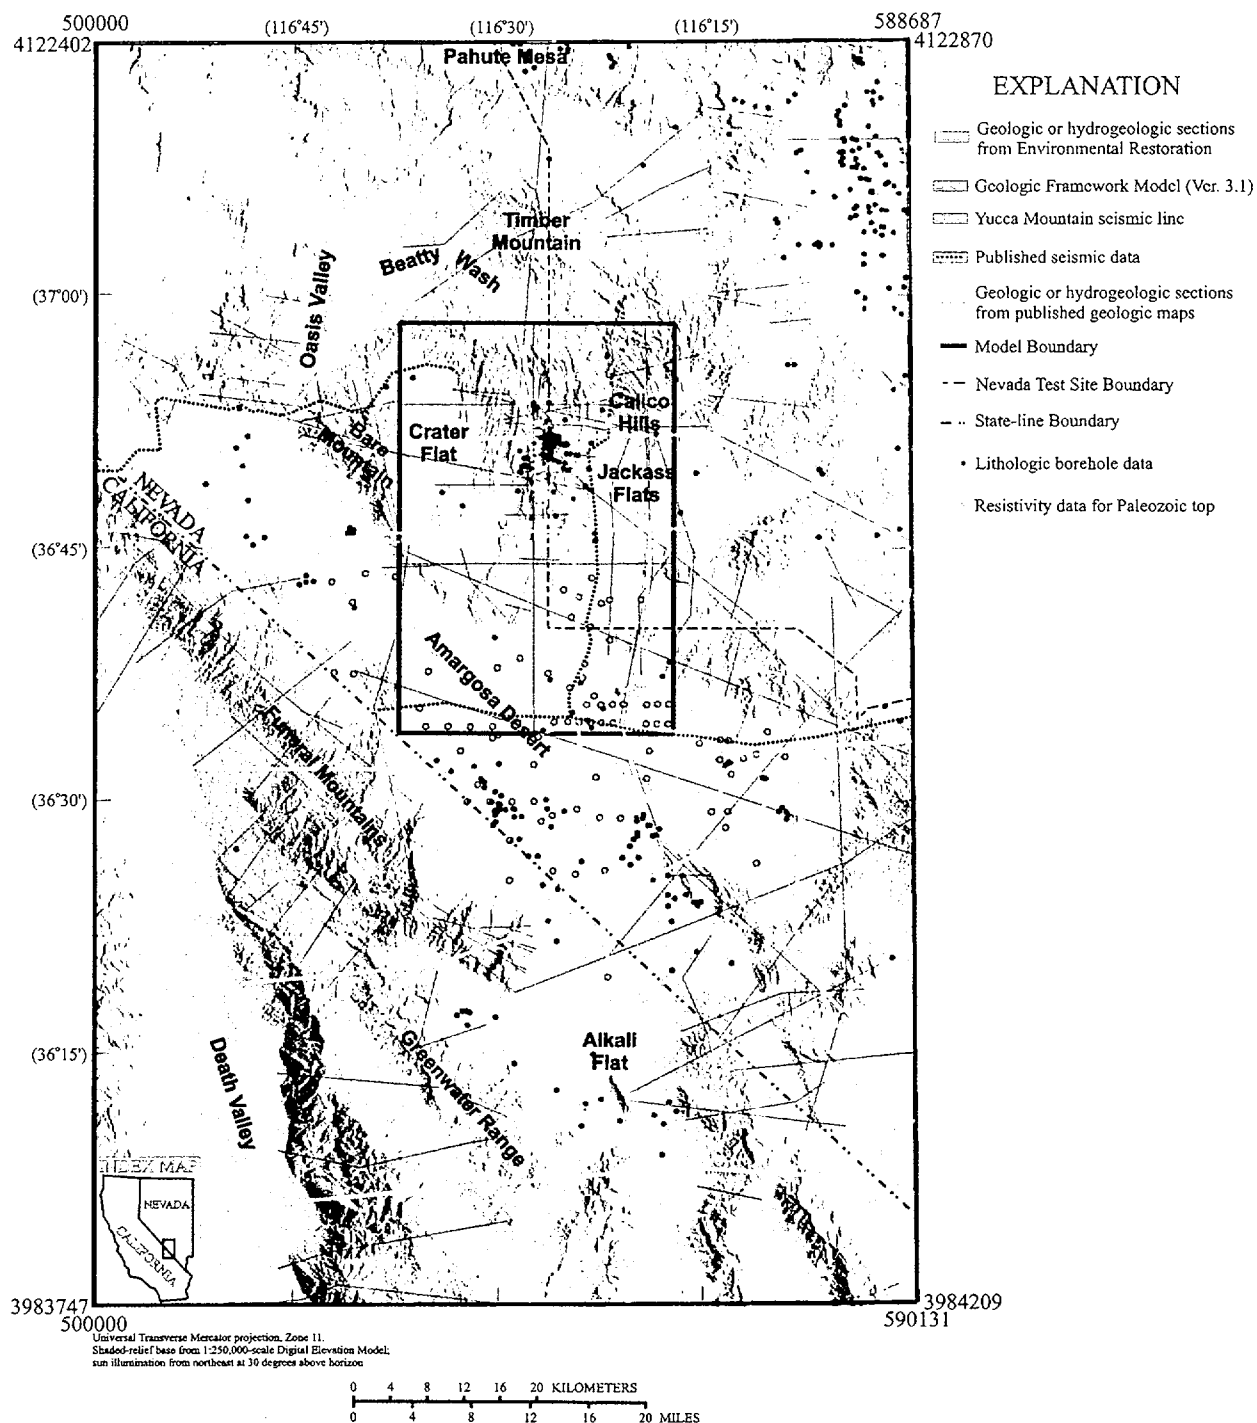 500000
(116°45')
(116°30')
(116°15')
588687
4122402
4122870
Pahute Mesa
EXPLANATION
Geologic or hydrogeologic sections
from Environmental Restoration
Geologic Framework Model (Ver. 3.1)
Yucca Mountain seismic line
Published seismic data
Geologic or hydrogeologic sections
from published geologic maps
Model Boundary
Nevada Test Site Boundary
State-line Boundary
Lithologic borehole data
Resistivity data for Paleozoic top
Timber
Mountain
Beatty
Wash
Oasis Valley
(37°00')
Calico
Hills
Crater
Flat
Bare
Mountain
Jackass
Flats
NEVADA
CALIFORNIA
(36°45')
Amargosa Desert
Funeral Mountains
(36°30')
Death Valley
Greenwater Range
Alkali
Flat
(36°15')
INDEX MAP
NEVADA
CALIFORNIA
3983747
3984209
500000
590131
Universal Transverse Mercator projection, Zone 11.
Shaded-relief base from 1:250,000-scale Digital Elevation Model;
sun illumination from northeast at 30 degrees above horizon
0 4 8 12 16 20 KILOMETERS
0 4 8 12 16 20 MILES